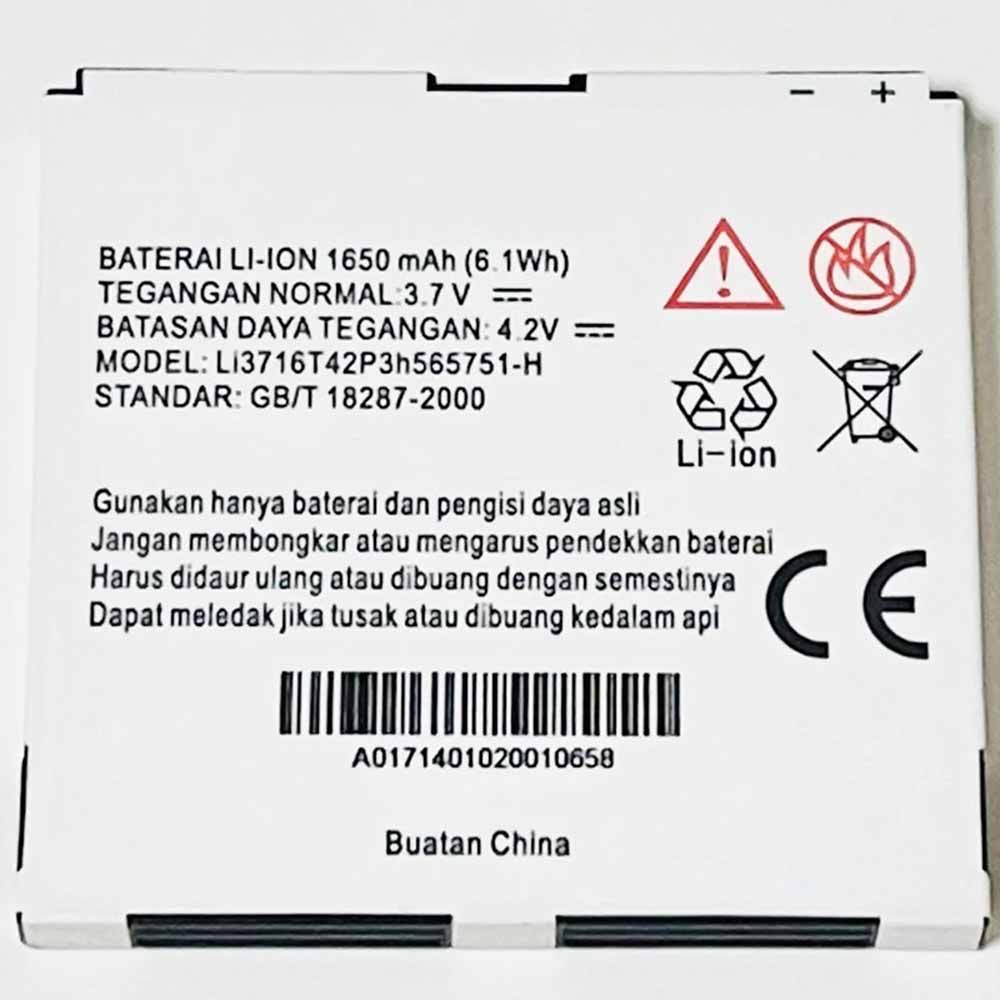 - +
BATERAI LI-ION 1650 mAh (6.1Wh)
TEGANGAN NORMAL:3.7 V
BATASAN DAYA TEGANGAN: 4.2V
MODEL: Li3716T42P3h565751-H
STANDAR: GB/T 18287-2000
Li-ion
Gunakan hanya baterai dan pengisi daya asli
Jangan membongkar atau mengarus pendekkan baterai
Harus didaur ulang atau dibuang dengan semestinya
Dapat meledak jika tusak atau dibuang kedalam api
CE
A0171401020010658
Buatan China